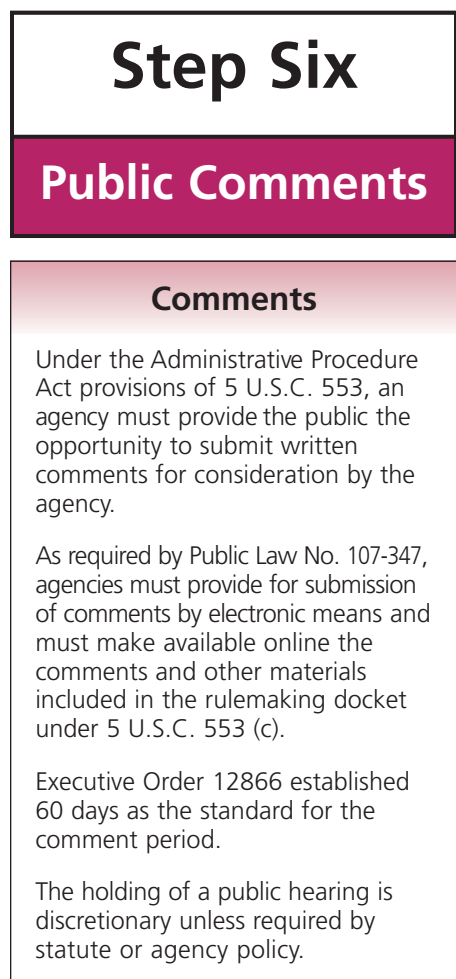 Step Six
Public Comments
Comments
Under the Administrative Procedure
Act provisions of 5 U.S.C. 553, an
agency must provide the public the
opportunity to submit written
comments for consideration by the
agency.
As required by Public Law No. 107-347,
agencies must provide for submission
of comments by electronic means and
must make available online the
comments and other materials
included in the rulemaking docket
under 5 U.S.C. 553 (c).
Executive Order 12866 established
60 days as the standard for the
comment period.
The holding of a public hearing is
discretionary unless required by
statute or agency policy.